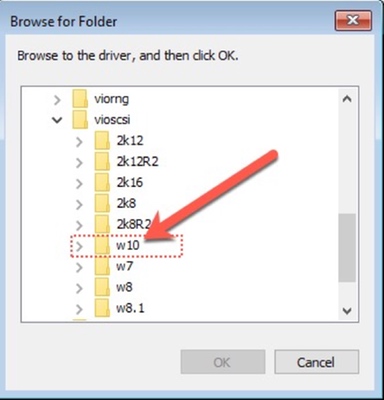 Browse for Folder
Browse to the driver, and then click OK.
viorng
vioscsi
2k12
2k12R2
2k16
2k8
2k8R2
w10
w7
w8
w8.1
OK
Cancel